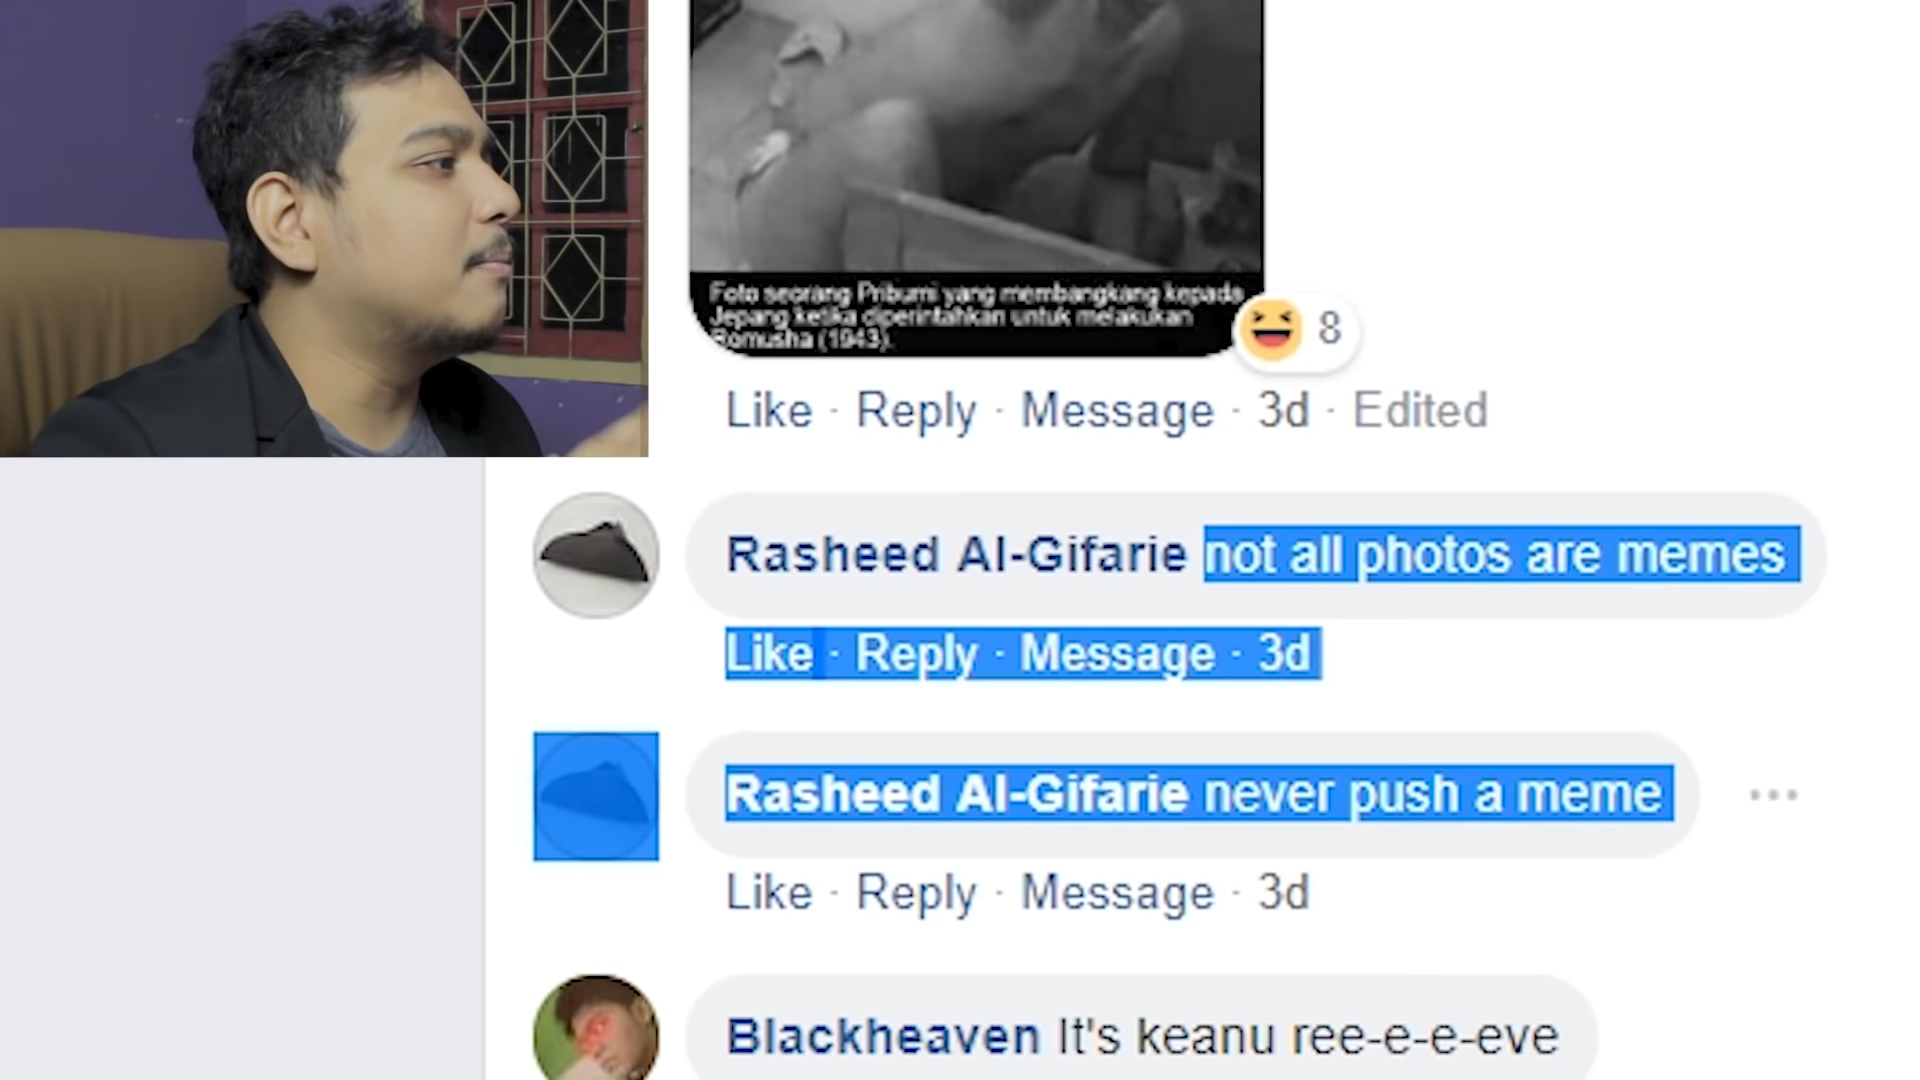 Foto seorang Pribumi yang membangkang kepada
Jepang ketika diperintahkan untuk melakukan
Romusha (1943).
8
Like · Reply · Message · 3d · Edited
Rasheed Al-Gifarie not all photos are memes
Like · Reply · Message · 3d
Rasheed Al-Gifarie never push a meme
Like · Reply · Message · 3d
Blackheaven It's keanu ree-e-e-eve